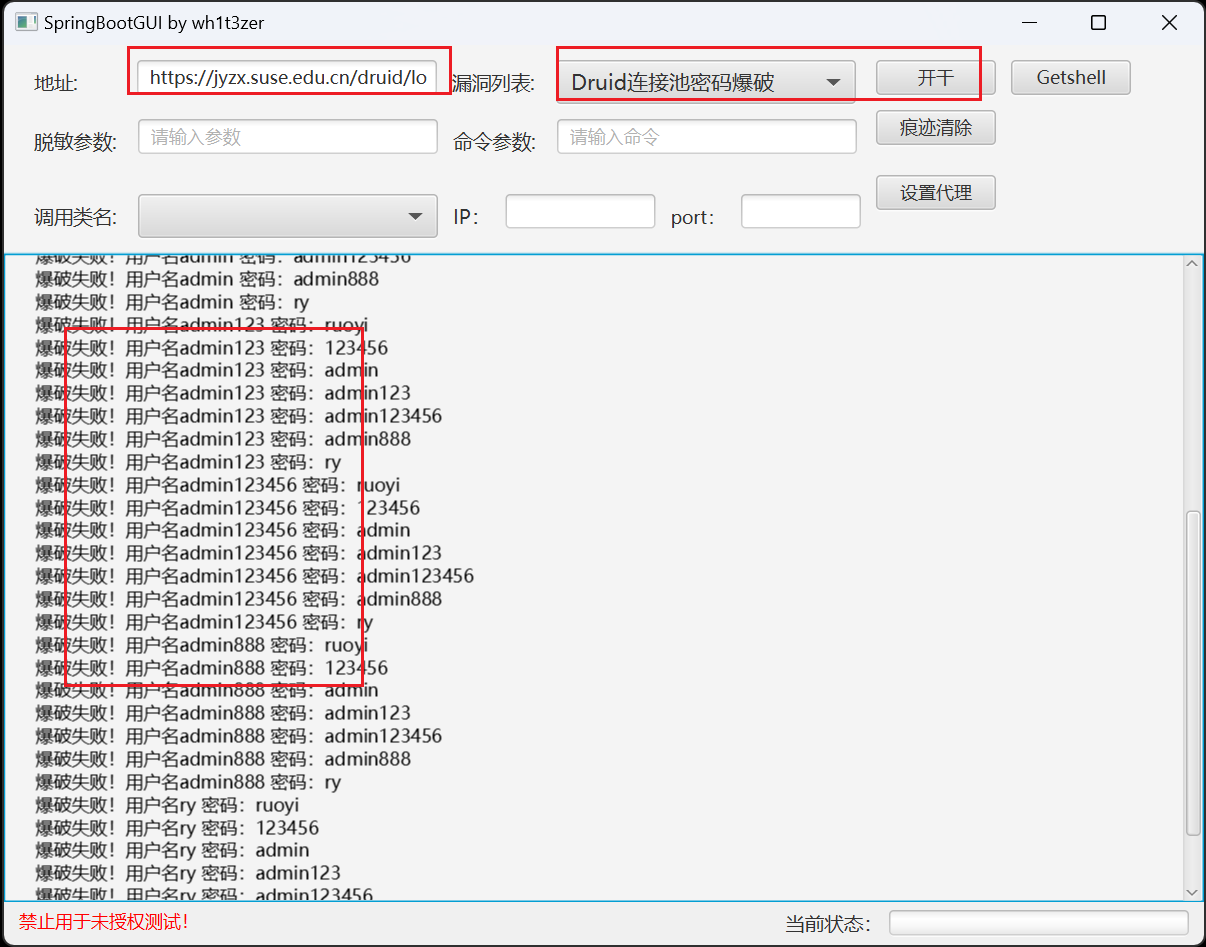 SpringBootGUI by wh1t3zer
地址: https://jyzx.suse.edu.cn/druid/lo 漏洞列表: Druid连接池密码爆破 开干 Getshell
脱敏参数: 请输入参数 命令参数: 请输入命令 痕迹清除
调用类名: IP: port: 设置代理
爆破失败！用户名admin 密码：admin123456
爆破失败！用户名admin 密码：admin888
爆破失败！用户名admin 密码：ry
爆破失败！用户名admin123 密码：ruoyi
爆破失败！用户名admin123 密码：123456
爆破失败！用户名admin123 密码：admin
爆破失败！用户名admin123 密码：admin123
爆破失败！用户名admin123 密码：admin123456
爆破失败！用户名admin123 密码：admin888
爆破失败！用户名admin123 密码：ry
爆破失败！用户名admin123456 密码：ruoyi
爆破失败！用户名admin123456 密码：123456
爆破失败！用户名admin123456 密码：admin
爆破失败！用户名admin123456 密码：admin123
爆破失败！用户名admin123456 密码：admin123456
爆破失败！用户名admin123456 密码：admin888
爆破失败！用户名admin123456 密码：ry
爆破失败！用户名admin888 密码：ruoyi
爆破失败！用户名admin888 密码：123456
爆破失败！用户名admin888 密码：admin
爆破失败！用户名admin888 密码：admin123
爆破失败！用户名admin888 密码：admin123456
爆破失败！用户名admin888 密码：admin888
爆破失败！用户名admin888 密码：ry
爆破失败！用户名ry 密码：ruoyi
爆破失败！用户名ry 密码：123456
爆破失败！用户名ry 密码：admin
爆破失败！用户名ry 密码：admin123
爆破失败！用户名ry 密码：admin123456
禁止用于未授权测试! 当前状态: